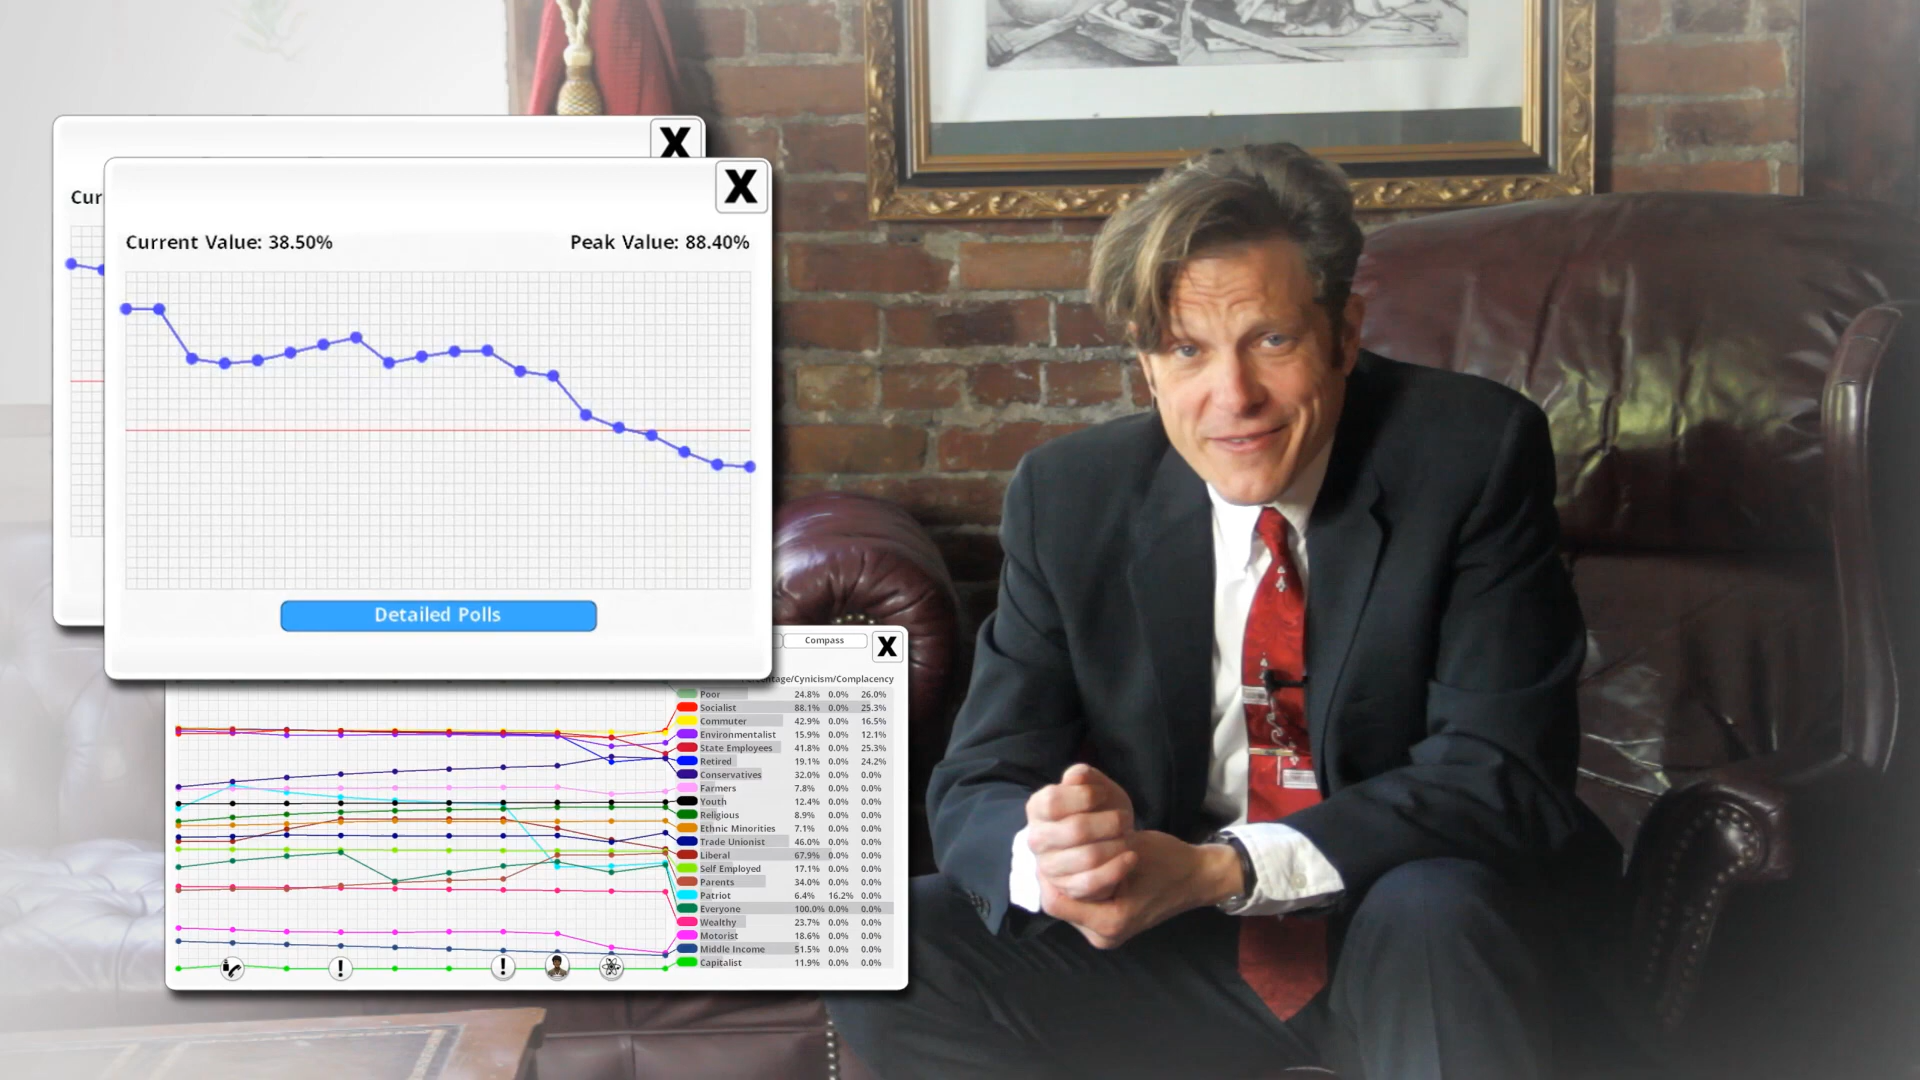 X
Cur
X
Current Value: 38.50% Peak Value: 88.40%
Detailed Polls
Compass
X
/Cynicism/Complacency
Poor 24.8% 0.0% 26.0%
Socialist 88.1% 0.0% 25.3%
Commuter 42.9% 0.0% 16.5%
Environmentalist 15.9% 0.0% 12.1%
State Employees 41.8% 0.0% 25.3%
Retired 19.1% 0.0% 24.2%
Conservatives 32.0% 0.0% 0.0%
Farmers 7.8% 0.0% 0.0%
Youth 12.4% 0.0% 0.0%
Religious 8.9% 0.0% 0.0%
Ethnic Minorities 7.1% 0.0% 0.0%
Trade Unionist 46.0% 0.0% 0.0%
Liberal 67.9% 0.0% 0.0%
Self Employed 17.1% 0.0% 0.0%
Parents 34.0% 0.0% 0.0%
Patriot 6.4% 16.2% 0.0%
Everyone 100.0% 0.0% 0.0%
Wealthy 23.7% 0.0% 0.0%
Motorist 18.6% 0.0% 0.0%
Middle Income 51.5% 0.0% 0.0%
Capitalist 11.9% 0.0% 0.0%
! !